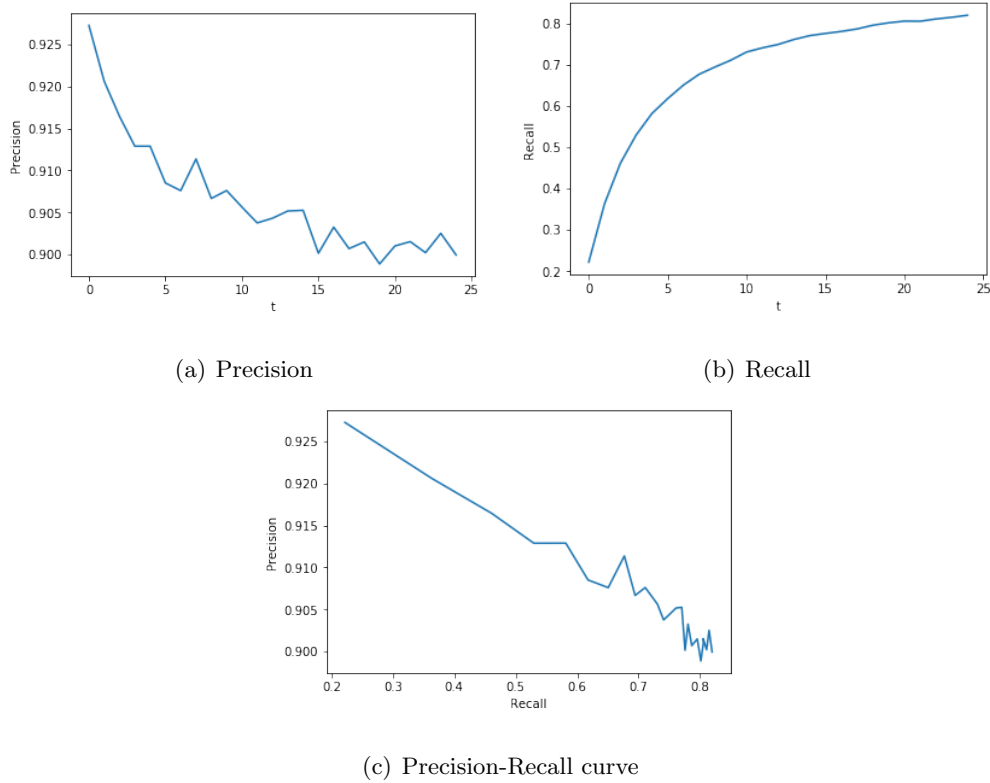 0.925
0.920
0.915
0.910
0.905
0.900
Precision
0 5 10 15 20 25
t
(a) Precision
0.8
0.7
0.6
0.5
0.4
0.3
0.2
Recall
0 5 10 15 20 25
t
(b) Recall
0.925
0.920
0.915
0.910
0.905
0.900
Precision
0.2 0.3 0.4 0.5 0.6 0.7 0.8
Recall
(c) Precision-Recall curve